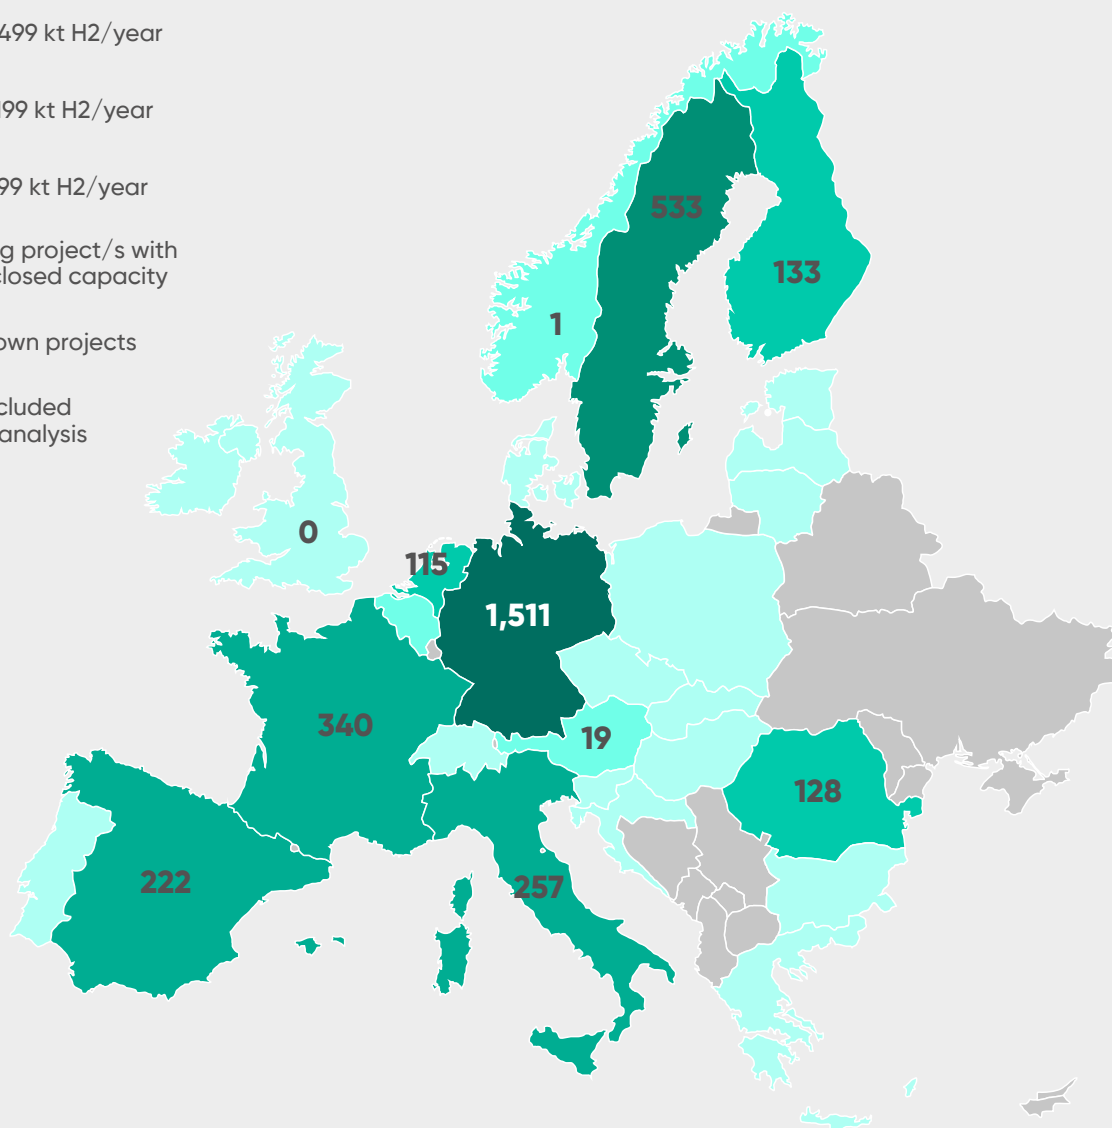 499 kt H2/year
199 kt H2/year
99 kt H2/year
g project/s with
closed capacity
own projects
cluded
analysis
533
133
1
0
115
1,511
340
19
128
222
257